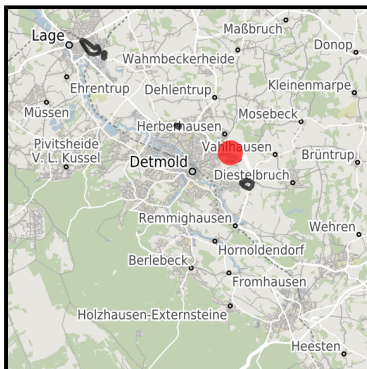 Maßbruch
Lage
Donop
Wahmbeckerheide
Ehrentrup
Dehlentrup
Kleinenmarpe
Müssen
Mosebeck
Herberhausen
Pivitsheide
V. L. Küssel
Vahlhausen
Brüntrup
Detmold
Diestelbruch
Remmighausen
Wehren
Hornoldendorf
Berlebeck
Fromhausen
Holzhausen-Externsteine
Heesten